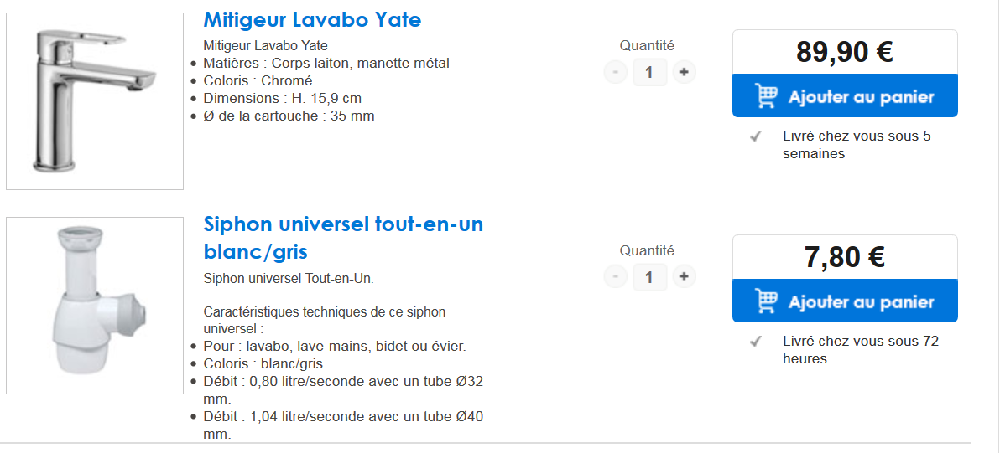 Mitigeur Lavabo Yate
Mitigeur Lavabo Yate
Matières : Corps laiton, manette métal
Coloris : Chromé
Dimensions : H. 15,9 cm
Ø de la cartouche : 35 mm
Quantité
- 1 +
89,90 €
Ajouter au panier
Livré chez vous sous 5
semaines
Siphon universel tout-en-un
blanc/gris
Siphon universel Tout-en-Un.
Caractéristiques techniques de ce siphon
universel :
Pour : lavabo, lave-mains, bidet ou évier.
Coloris : blanc/gris.
Débit : 0,80 litre/seconde avec un tube Ø32
mm.
Débit : 1,04 litre/seconde avec un tube Ø40
mm.
Quantité
- 1 +
7,80 €
Ajouter au panier
Livré chez vous sous 72
heures